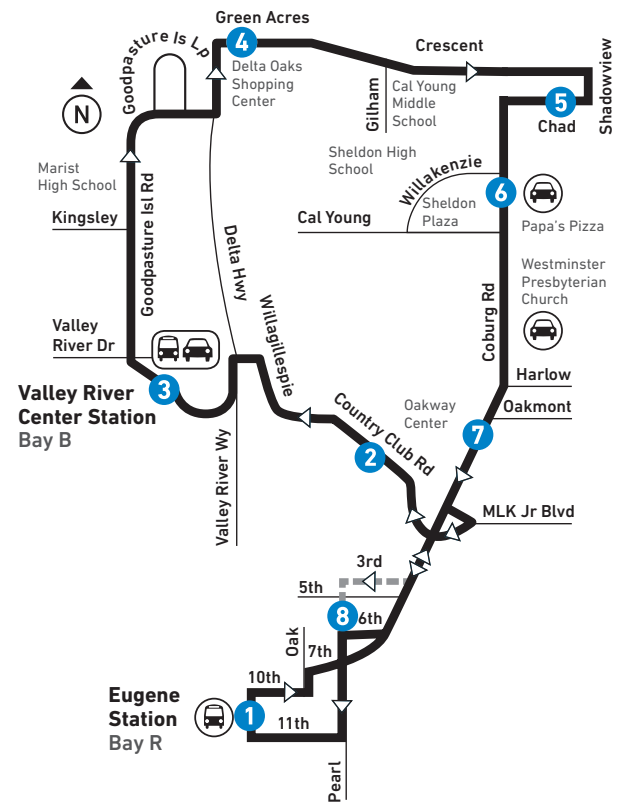 Green Acres
4
Goodpasture Is Lp
Delta Oaks
Shopping
Center
Crescent
Shadowview
N
Gilham
Cal Young
Middle
School
5
Chad
Sheldon High
School
Marist
High School
Willakenzie
6
Sheldon
Plaza
Kingsley
Goodpasture Isl Rd
Cal Young
Papa's Pizza
Delta Hwy
Westminster
Presbyterian
Church
Coburg Rd
Willagillespie
Valley
River Dr
Harlow
3
Valley River
Center Station
Bay B
Oakway
Center
Oakmont
Country Club Rd
7
2
Valley River Wy
MLK Jr Blvd
3rd
5th
8
6th
Oak
7th
10th
Eugene
Station
Bay R
1
11th
Pearl